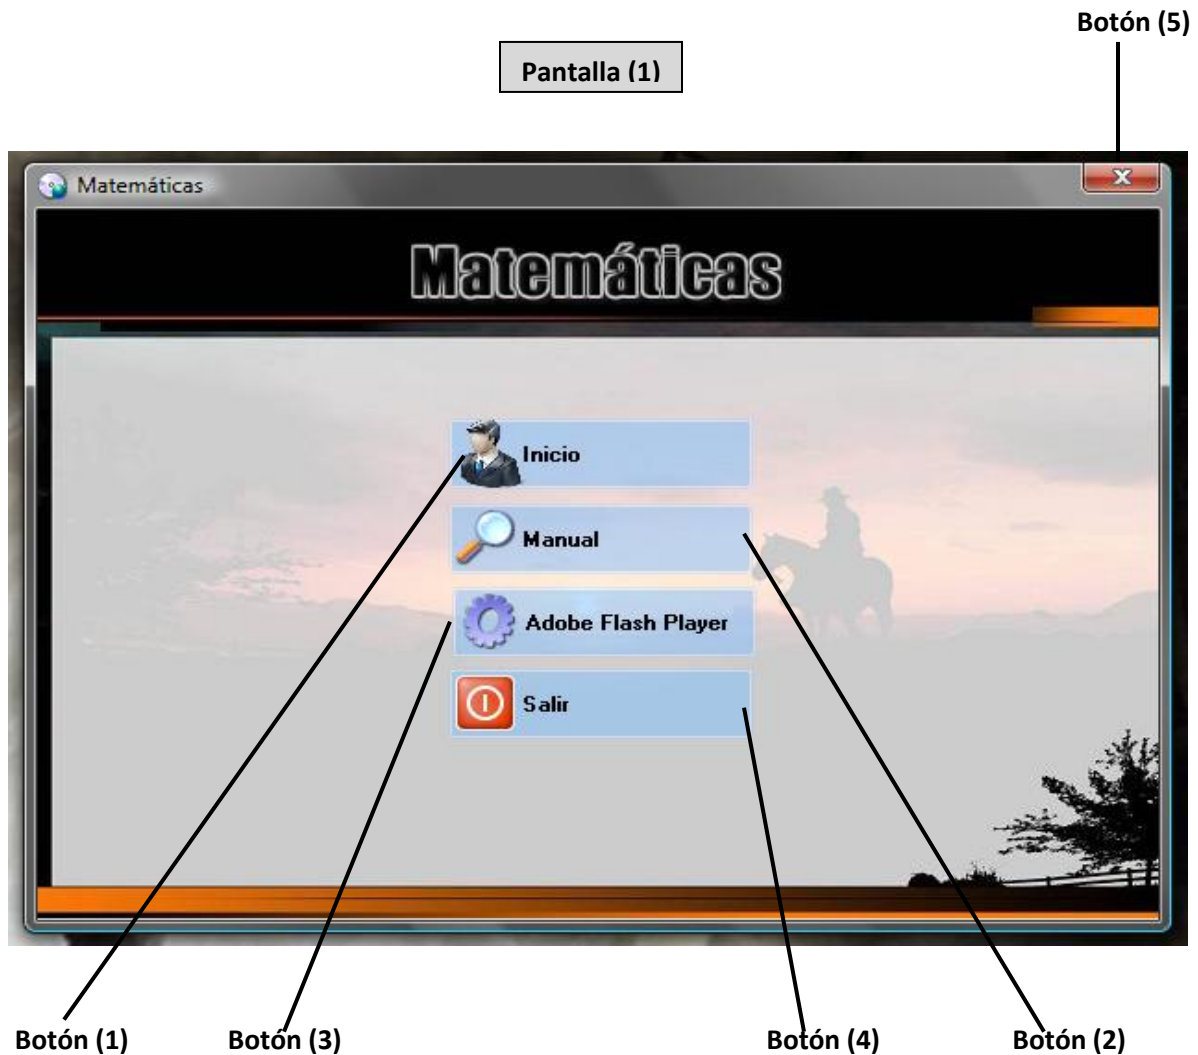 Botón (5)
Pantalla (1)
Matemáticas
Matemáticas
Inicio
Manual
Adobe Flash Player
Salir
Botón (1) Botón (3) Botón (4) Botón (2)